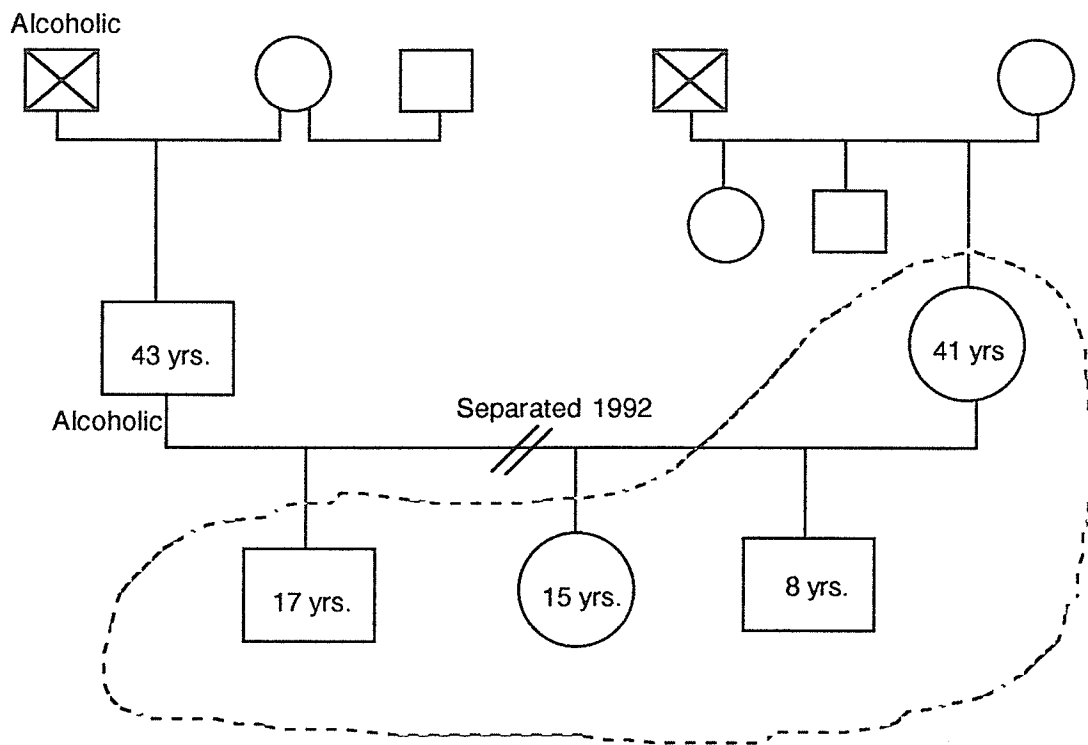 Alcoholic
43 yrs.
41 yrs
Alcoholic
Separated 1992
17 yrs.
15 yrs.
8 yrs.